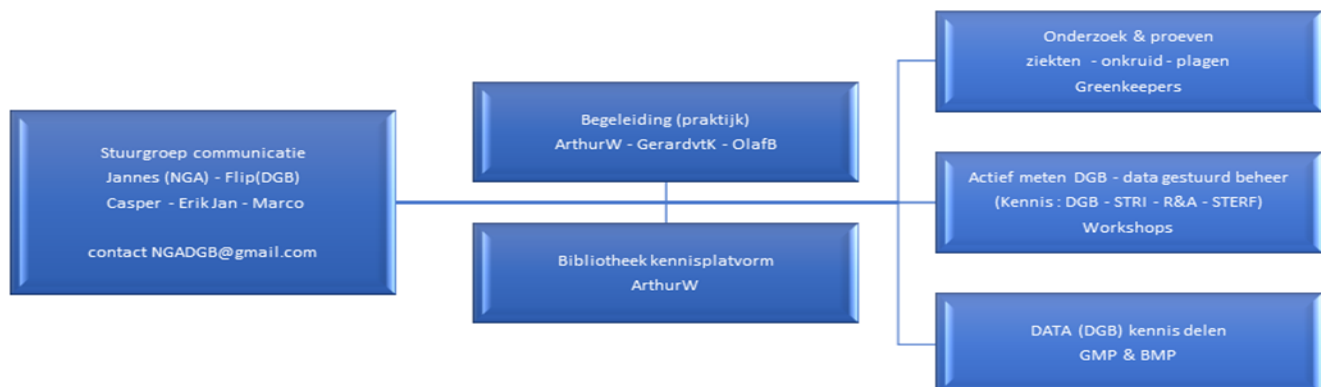 Stuurgroep communicatie
Jannes (NGA) - Flip(DGB)
Casper - Erik Jan - Marco
contact NGADGB@gmail.com
Begeleiding (praktijk)
ArthurW - GerardvtK - OlafB
Bibliotheek kennisplatvorm
ArthurW
Onderzoek & proeven
ziekten - onkruid - plagen
Greenkeepers
Actief meten DGB - data gestuurd beheer
(Kennis : DGB - STRI - R&A - STERF)
Workshops
DATA (DGB) kennis delen
GMP & BMP